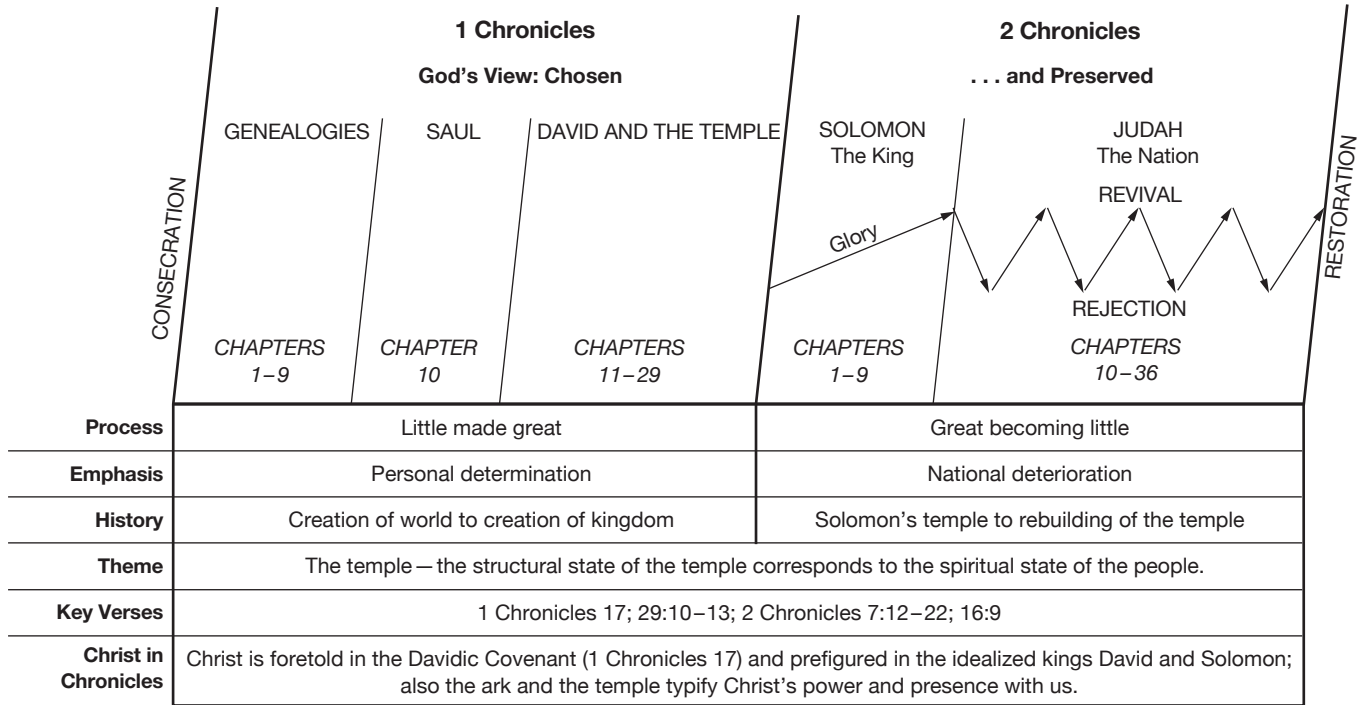 1 Chronicles
God's View: Chosen
2 Chronicles
. . . and Preserved
CONSECRATION
GENEALOGIES
SAUL
DAVID AND THE TEMPLE
SOLOMON
The King
JUDAH
The Nation
REVIVAL
Glory
REJECTION
RESTORATION
CHAPTERS
1–9
CHAPTER
10
CHAPTERS
11–29
CHAPTERS
1–9
CHAPTERS
10–36
Process
Little made great
Great becoming little
Emphasis
Personal determination
National deterioration
History
Creation of world to creation of kingdom
Solomon's temple to rebuilding of the temple
Theme
The temple—the structural state of the temple corresponds to the spiritual state of the people.
Key Verses
1 Chronicles 17; 29:10–13; 2 Chronicles 7:12–22; 16:9
Christ in
Chronicles
Christ is foretold in the Davidic Covenant (1 Chronicles 17) and prefigured in the idealized kings David and Solomon;
also the ark and the temple typify Christ's power and presence with us.